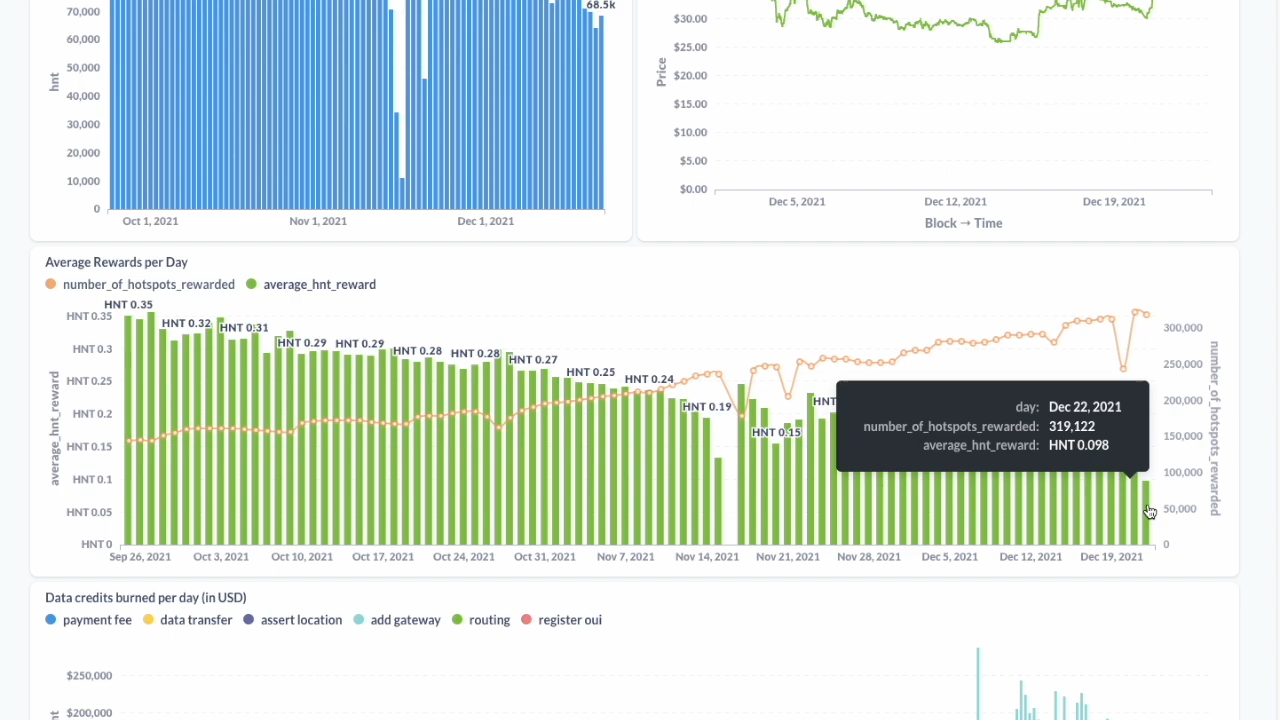 68.5k
70,000
60,000
50,000
40,000
30,000
20,000
10,000
0
hnt
Oct 1, 2021
Nov 1, 2021
Dec 1, 2021
$30.00
$25.00
$20.00
$15.00
$10.00
$5.00
$0.00
Price
Dec 5, 2021
Dec 12, 2021
Dec 19, 2021
Block → Time
Average Rewards per Day
number_of_hotspots_rewarded
average_hnt_reward
HNT 0.35
HNT 0.3
HNT 0.25
HNT 0.2
HNT 0.15
HNT 0.1
HNT 0.05
HNT 0
average_hnt_reward
HNT 0.35
HNT 0.32
HNT 0.31
HNT 0.29
HNT 0.29
HNT 0.28
HNT 0.28
HNT 0.27
HNT 0.25
HNT 0.24
HNT 0.19
HNT 0.15
HNT
day: Dec 22, 2021
number_of_hotspots_rewarded: 319,122
average_hnt_reward: HNT 0.098
300,000
250,000
200,000
150,000
100,000
50,000
0
number_of_hotspots_rewarded
Sep 26, 2021
Oct 3, 2021
Oct 10, 2021
Oct 17, 2021
Oct 24, 2021
Oct 31, 2021
Nov 7, 2021
Nov 14, 2021
Nov 21, 2021
Nov 28, 2021
Dec 5, 2021
Dec 12, 2021
Dec 19, 2021
Data credits burned per day (in USD)
payment fee
data transfer
assert location
add gateway
routing
register oui
$250,000
$200,000